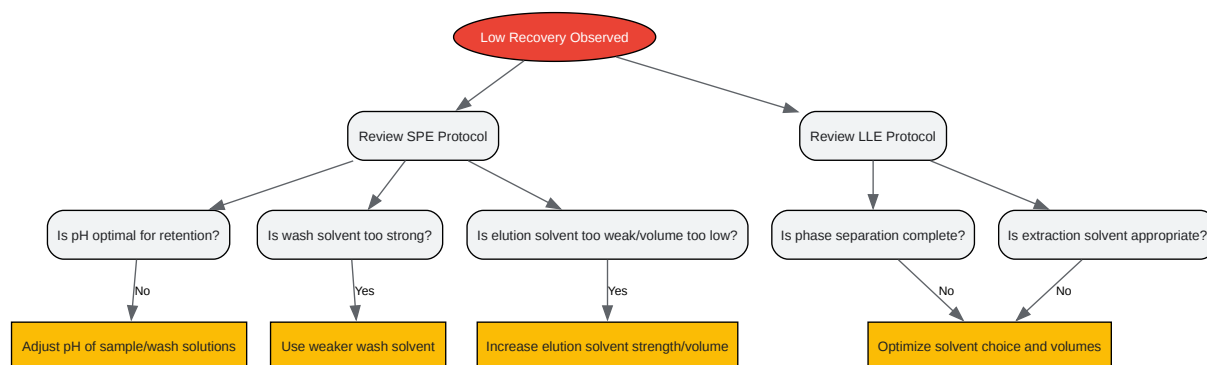 Low Recovery Observed
Review SPE Protocol
Review LLE Protocol
Is pH optimal for retention?
Is wash solvent too strong?
Is elution solvent too weak/volume too low?
Is phase separation complete?
Is extraction solvent appropriate?
No
Yes
Yes
No
No
Adjust pH of sample/wash solutions
Use weaker wash solvent
Increase elution solvent strength/volume
Optimize solvent choice and volumes